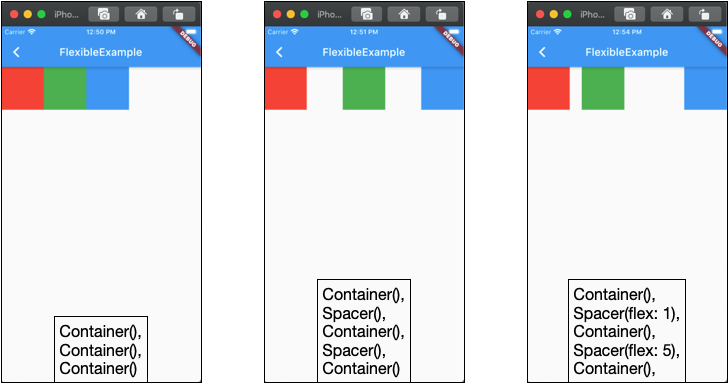 iPho...
Carrier 12:50 PM
DEBUG
FlexibleExample
Container(),
Container(),
Container()
iPho...
Carrier 12:51 PM
DEBUG
FlexibleExample
Container(),
Spacer(),
Container(),
Spacer(),
Container()
iPho...
Carrier 12:54 PM
DEBUG
FlexibleExample
Container(),
Spacer(flex: 1),
Container(),
Spacer(flex: 5),
Container(),